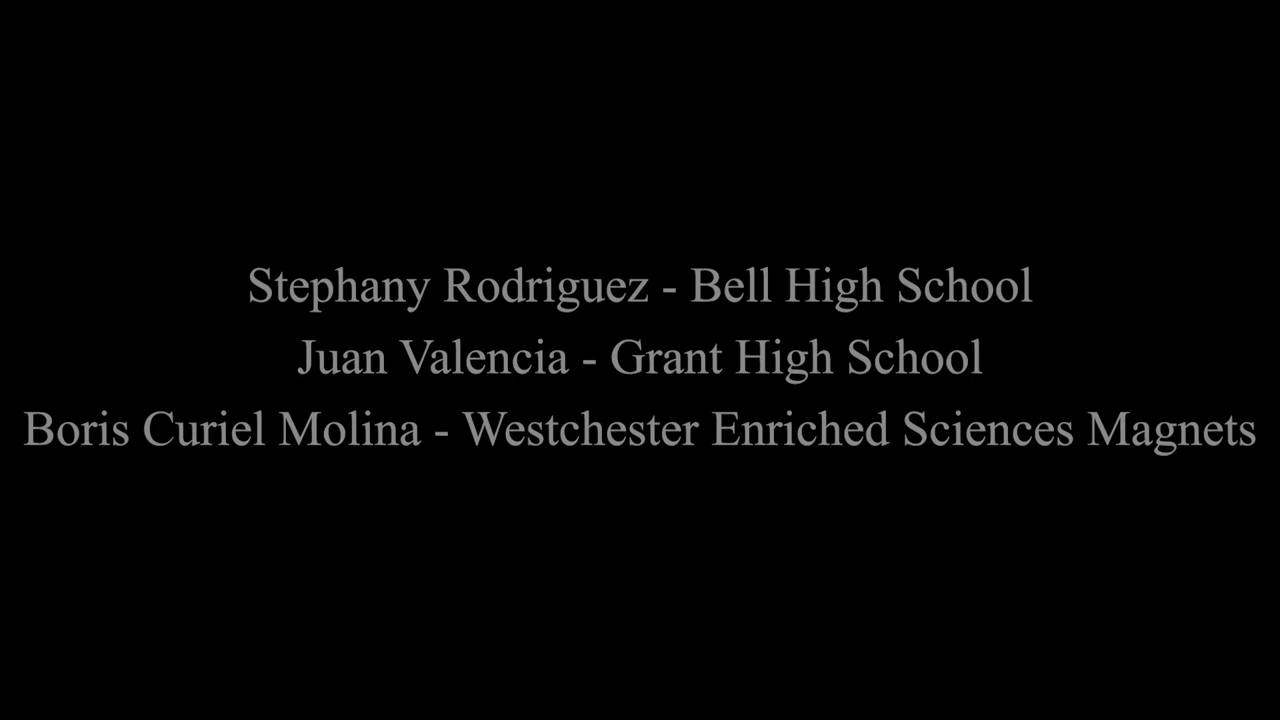 Stephany Rodriguez - Bell High School
Juan Valencia - Grant High School
Boris Curiel Molina - Westchester Enriched Sciences Magnets